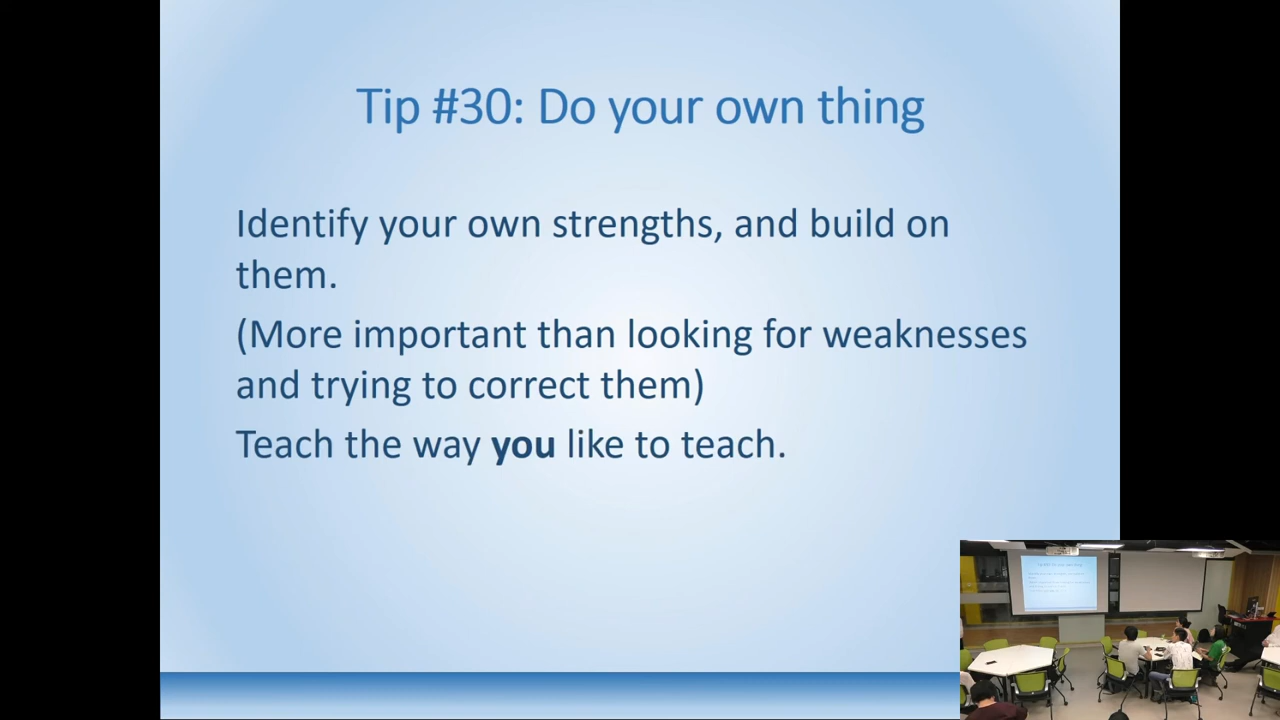 Tip #30: Do your own thing
Identify your own strengths, and build on
them.
(More important than looking for weaknesses
and trying to correct them)
Teach the way you like to teach.